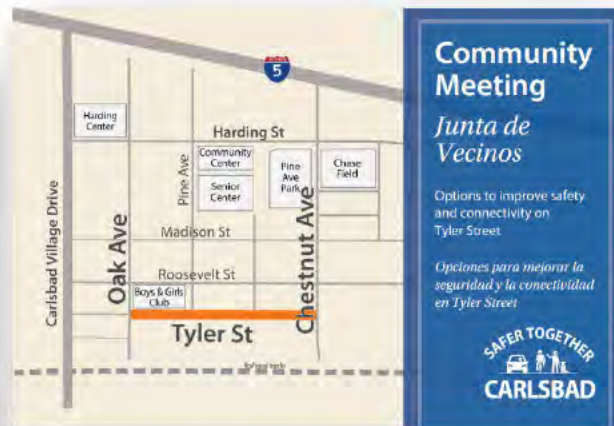 5
Harding
Center
Harding St
Community
Center
Senior
Center
Pine
Ave
Park
Chase
Field
Pine Ave
Carlsbad Village Drive
Oak Ave
Chestnut Ave
Madison St
Roosevelt St
Boys & Girls
Club
Tyler St
Community
Meeting
Junta de
Vecinos
Options to improve safety
and connectivity on
Tyler Street
Opciones para mejorar la
seguridad y la conectividad
en Tyler Street
SAFER TOGETHER
CARLSBAD